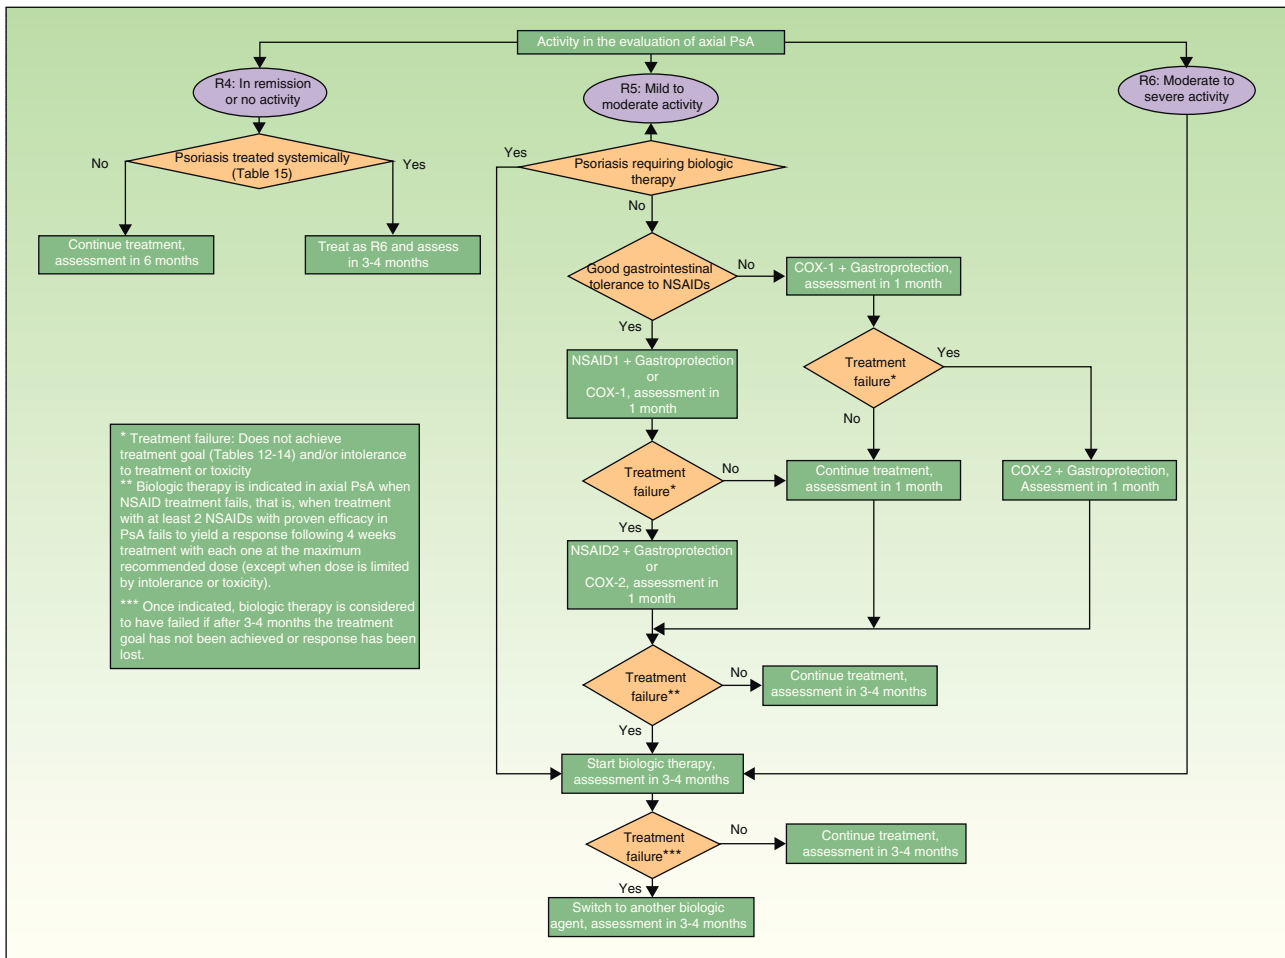 Activity in the evaluation of axial PsA
R4: In remission
or no activity
R5: Mild to
moderate activity
R6: Moderate to
severe activity
No
Psoriasis treated systemically
(Table 15)
Yes
Yes
Psoriasis requiring biologic
therapy
No
Continue treatment,
assessment in 6 months
Treat as R6 and assess
in 3-4 months
Good gastrointestinal
tolerance to NSAIDs
No
COX-1 + Gastroprotection,
assessment in 1 month
Yes
NSAID1 + Gastroprotection
or
COX-1, assessment in
1 month
Treatment
failure*
Yes
No
Treatment
failure*
No
Continue treatment,
assessment in 1 month
COX-2 + Gastroprotection,
Assessment in 1 month
Yes
NSAID2 + Gastroprotection
or
COX-2, assessment in
1 month
* Treatment failure: Does not achieve
treatment goal (Tables 12-14) and/or intolerance
to treatment or toxicity
** Biologic therapy is indicated in axial PsA when
NSAID treatment fails, that is, when treatment
with at least 2 NSAIDs with proven efficacy in
PsA fails to yield a response following 4 weeks
treatment with each one at the maximum
recommended dose (except when dose is limited
by intolerance or toxicity).
*** Once indicated, biologic therapy is considered
to have failed if after 3-4 months the treatment
goal has not been achieved or response has been
lost.
Treatment
failure**
No
Continue treatment,
assessment in 3-4 months
Yes
Start biologic therapy,
assessment in 3-4 months
Treatment
failure***
No
Continue treatment,
assessment in 3-4 months
Yes
Switch to another biologic
agent, assessment in 3-4 months